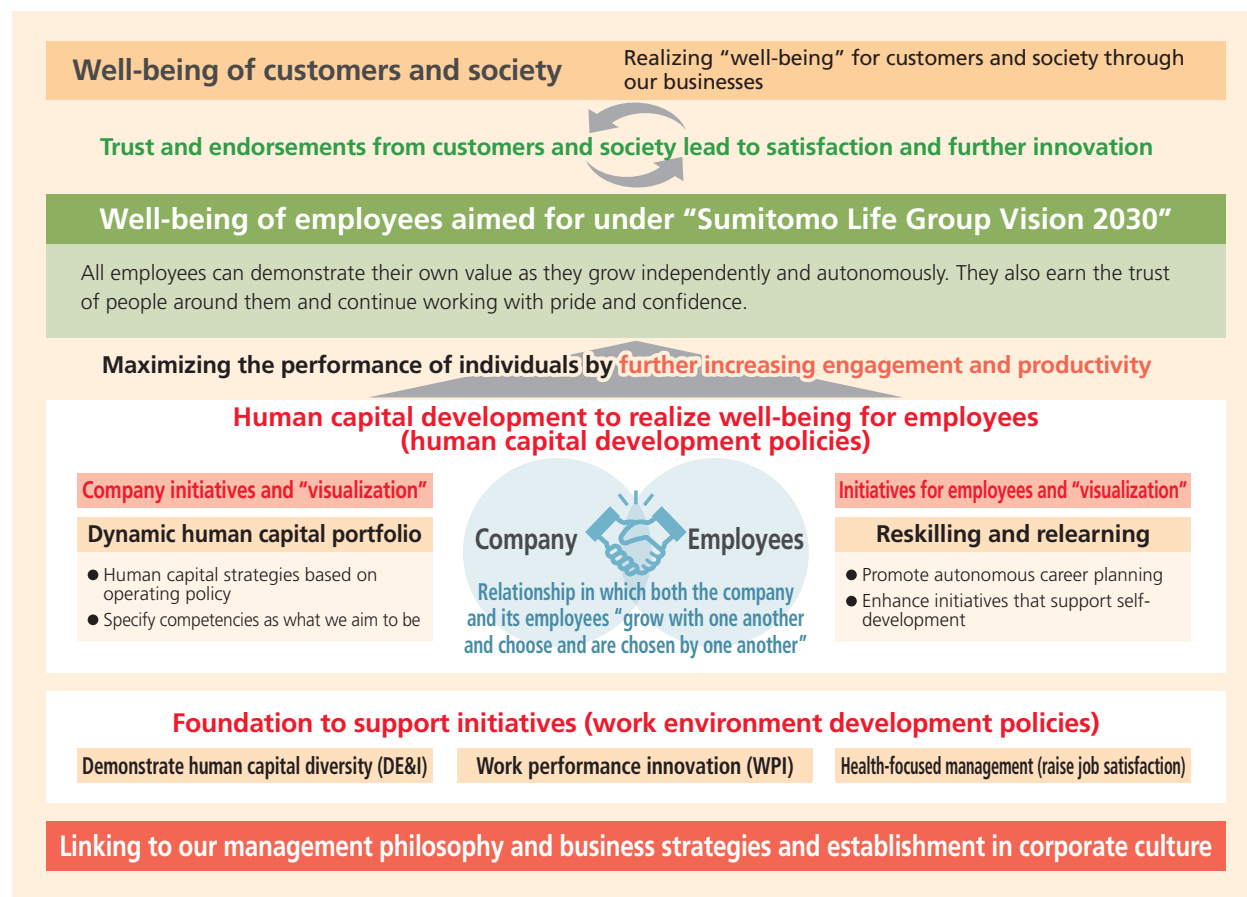 Well-being of customers and society
Realizing “well-being” for customers and society through
our businesses
Trust and endorsements from customers and society lead to satisfaction and further innovation
Well-being of employees aimed for under “Sumitomo Life Group Vision 2030”
All employees can demonstrate their own value as they grow independently and autonomously. They also earn the trust
of people around them and continue working with pride and confidence.
Maximizing the performance of individuals by further increasing engagement and productivity
Human capital development to realize well-being for employees
(human capital development policies)
Company initiatives and “visualization”
Dynamic human capital portfolio
● Human capital strategies based on
operating policy
● Specify competencies as what we aim to be
Company
Employees
Relationship in which both the company
and its employees “grow with one another
and choose and are chosen by one another”
Initiatives for employees and “visualization”
Reskilling and relearning
● Promote autonomous career planning
● Enhance initiatives that support self-
development
Foundation to support initiatives (work environment development policies)
Demonstrate human capital diversity (DE&I)
Work performance innovation (WPI)
Health-focused management (raise job satisfaction)
Linking to our management philosophy and business strategies and establishment in corporate culture